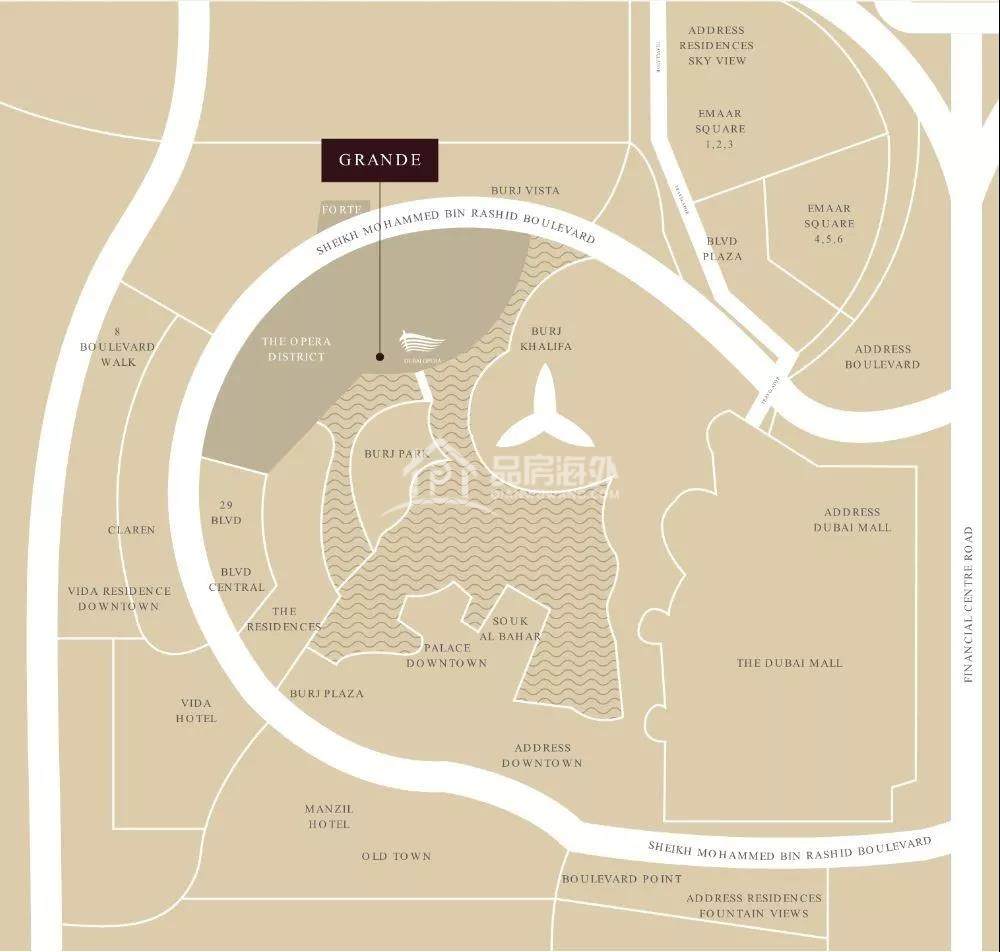 ADDRESS
RESIDENCES
SKY VIEW
EMAAR
SQUARE
1,2,3
GRANDE
BURJ VISTA
FORTE
SHEIKH MOHAMMED BIN RASHID BOULEVARD
EMAAR
SQUARE
4,5,6
BLVD
PLAZA
8
BOULEVARD
WALK
THE OPERA
DISTRICT
DUBAI OPERA
BURJ
KHALIFA
ADDRESS
BOULEVARD
BURJ PARK
品房海外
29
BLVD
CLAREN
ADDRESS
DUBAI MALL
FINANCIAL CENTRE ROAD
BLVD
CENTRAL
VIDA RESIDENCE
DOWNTOWN
THE
RESIDENCES
SOUK
AL BAHAR
PALACE
DOWNTOWN
THE DUBAI MALL
BURJ PLAZA
VIDA
HOTEL
ADDRESS
DOWNTOWN
MANZIL
HOTEL
OLD TOWN
SHEIKH MOHAMMED BIN RASHID BOULEVARD
BOULEVARD POINT
ADDRESS RESIDENCES
FOUNTAIN VIEWS